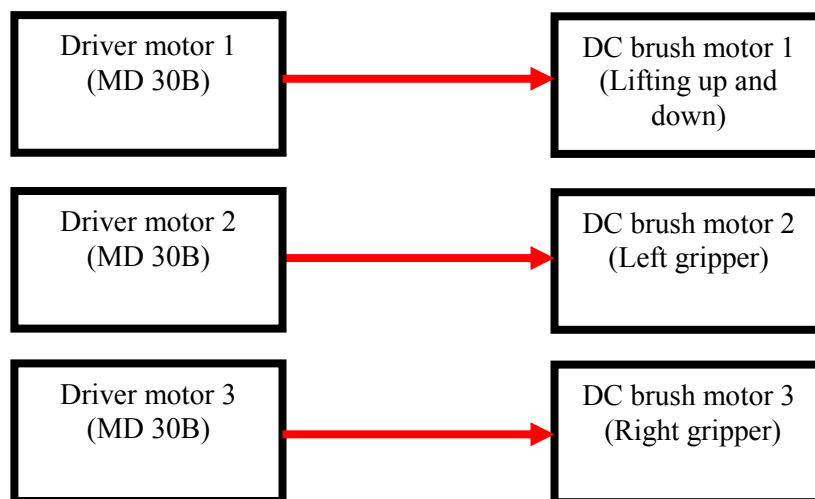 Driver motor 1
(MD 30B)
DC brush motor 1
(Lifting up and
down)
Driver motor 2
(MD 30B)
DC brush motor 2
(Left gripper)
Driver motor 3
(MD 30B)
DC brush motor 3
(Right gripper)